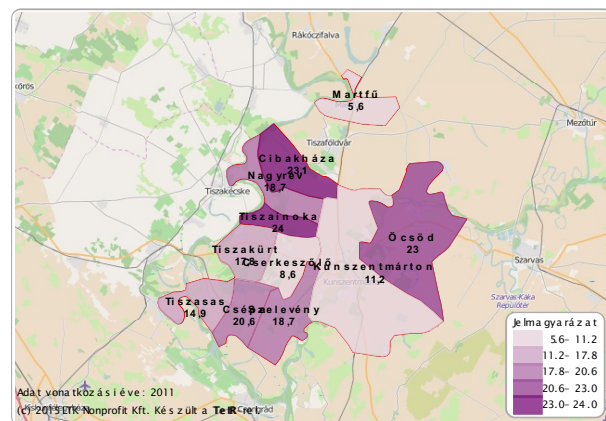 Rákóczifalva
Martfű
5,6
Mezőtúr
Tiszaföldvár
Cibakháza
23,1
Nagyrév
18,7
Tiszakécske
Tiszainoka
24
Öcsöd
23
Tiszakürt
Cserkeszőlő
8,6
Kunszentmárton
11,2
Szarvas
Tiszasas
14,9
Csépa
20,6
Szelevény
18,7
Szarvas-Káka
Repülőtér
Jelmagyarázat
5.6– 11.2
11.2– 17.8
17.8– 20.6
20.6– 23.0
23.0– 24.0
Adat vonatkozási éve: 2011
(c) 2015 LTK Nonprofit Kft. Készült a TeIR-rel